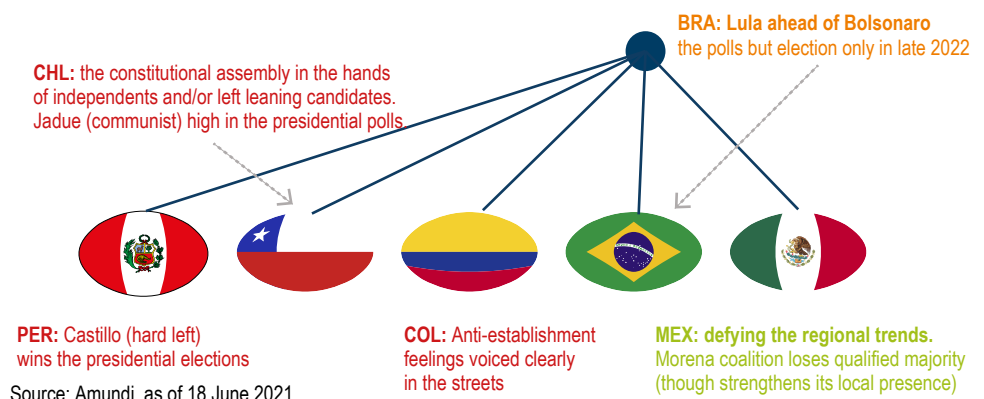 BRA: Lula ahead of Bolsonaro
the polls but election only in late 2022
CHL: the constitutional assembly in the hands
of independents and/or left leaning candidates.
Jadue (communist) high in the presidential polls
PER: Castillo (hard left)
wins the presidential elections
COL: Anti-establishment
feelings voiced clearly
in the streets
MEX: defying the regional trends.
Morena coalition loses qualified majority
(though strengthens its local presence)
Source: Amundi, as of 18 June 2021